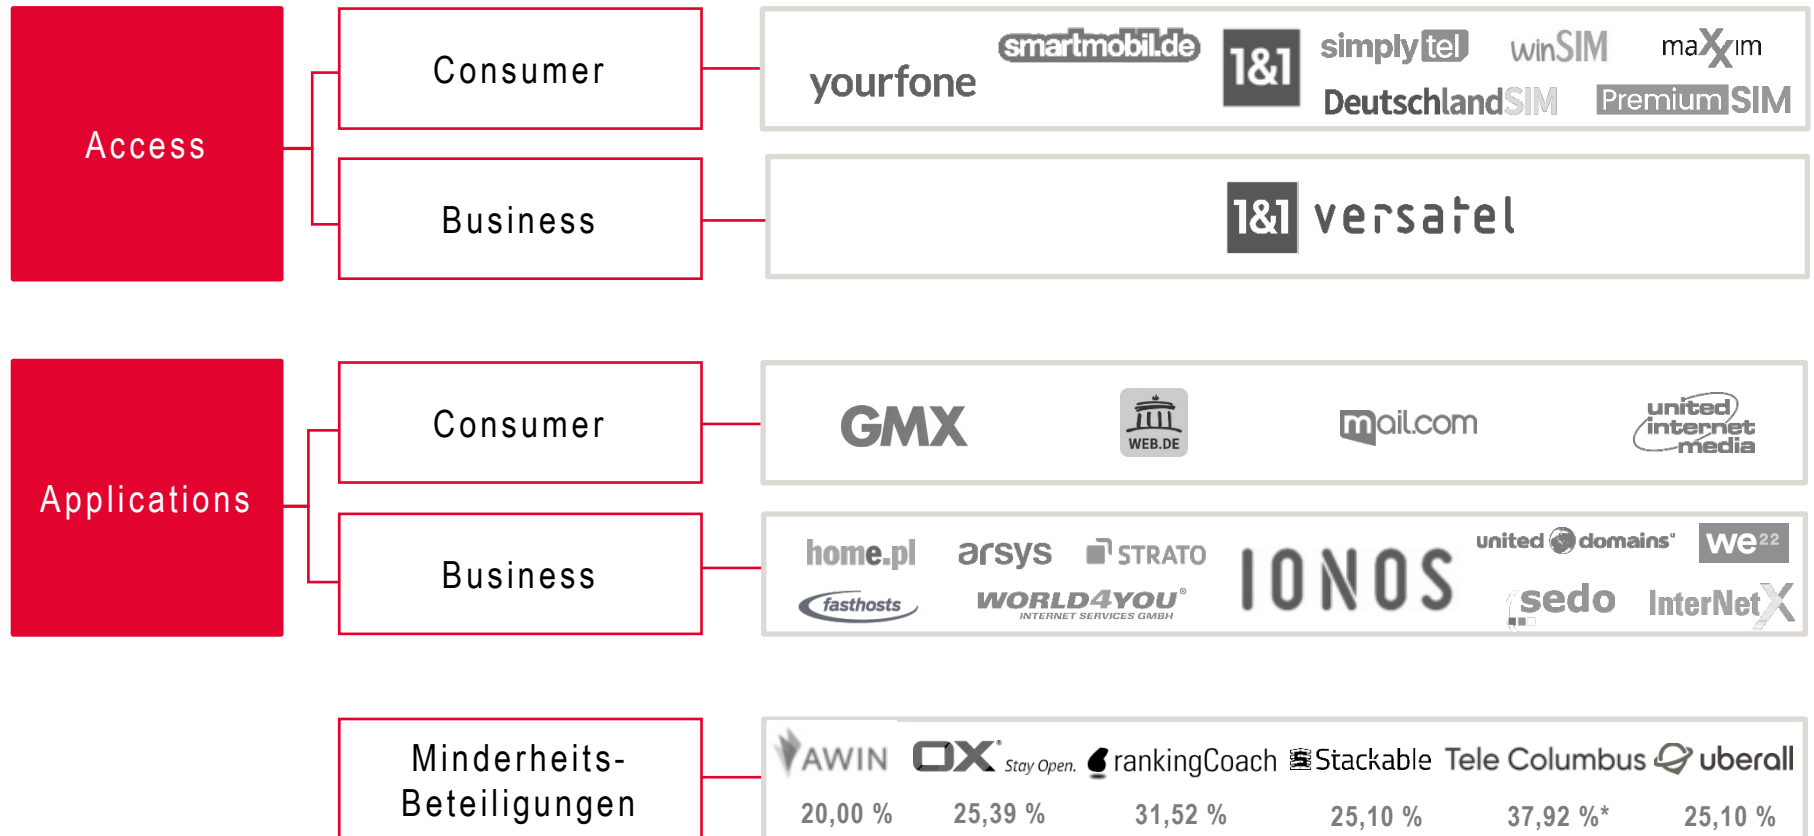 Access
Consumer
yourfone
smartmobil.de
1&1
simplytel
winSIM
maXXim
DeutschlandSIM
PremiumSIM
Business
1&1 versatel
Applications
Consumer
GMX
WEB.DE
mail.com
united
internet
media
Business
home.pl
arsys
STRATO
fasthosts
WORLD4YOU®
INTERNET SERVICES GMBH
IONOS
united domains®
we22
sedo
InterNetX
Minderheits-
Beteiligungen
AWIN
OX® Stay Open.
rankingCoach
Stackable
Tele Columbus
uberall
20,00 % 25,39 % 31,52 % 25,10 % 37,92 %* 25,10 %